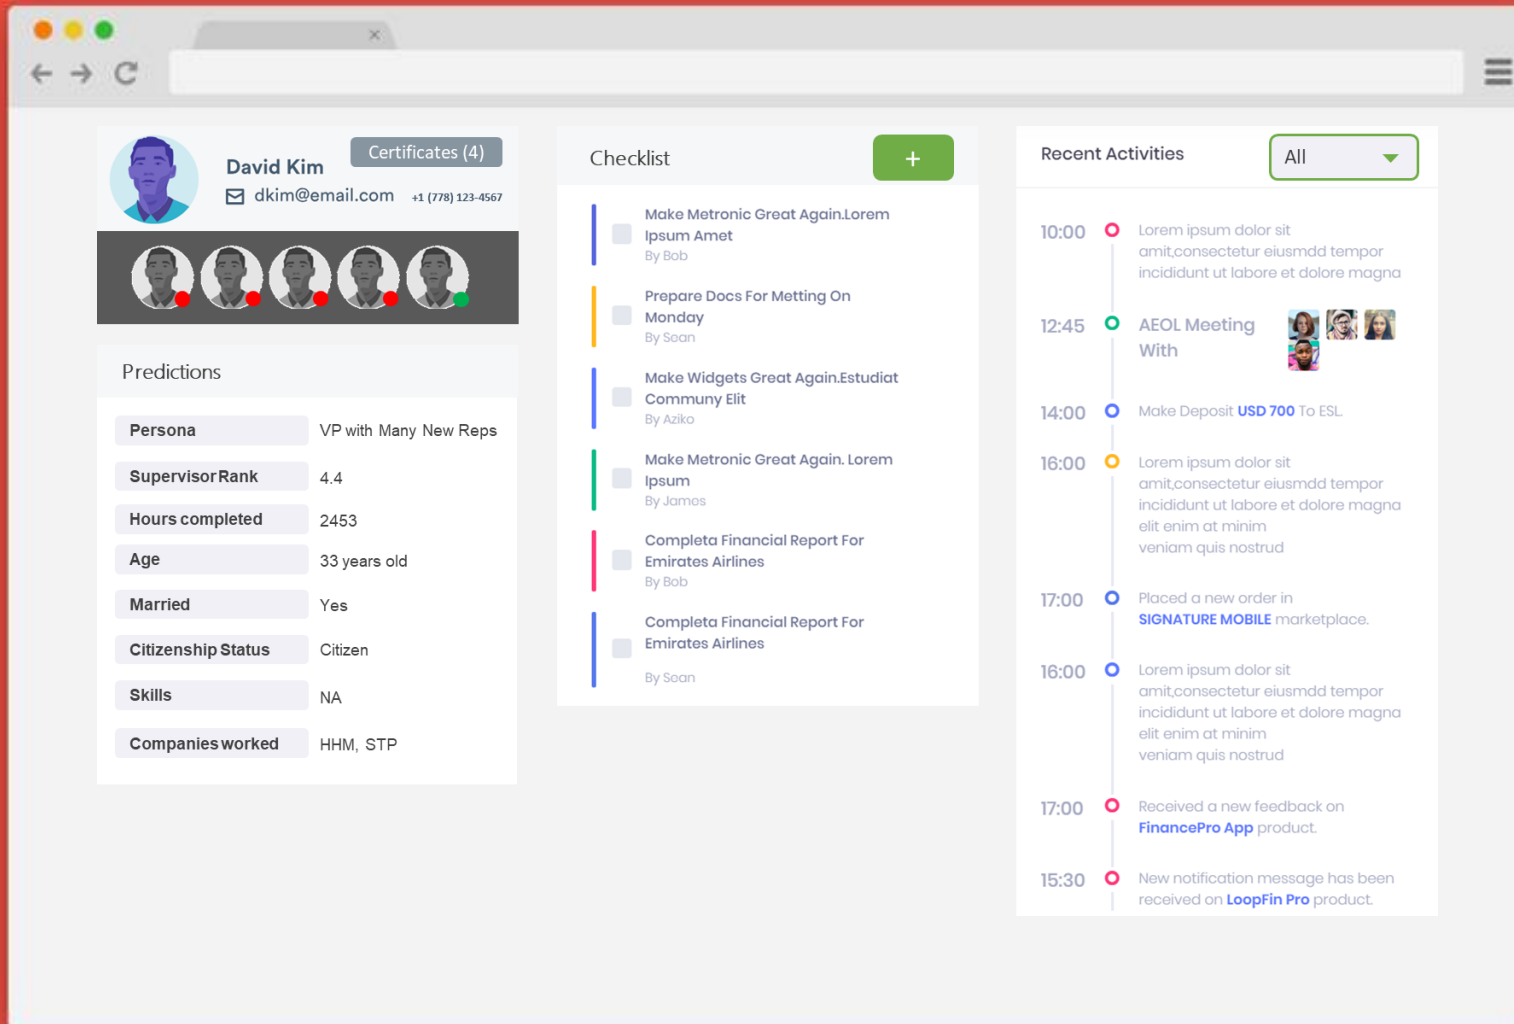 Certificates (4)
David Kim
dkim@email.com +1 (778) 123-4567
Predictions
Persona VP with Many New Reps
Supervisor Rank 4.4
Hours completed 2453
Age 33 years old
Married Yes
Citizenship Status Citizen
Skills NA
Companies worked HHM, STP
Checklist
+
Make Metronic Great Again.Lorem
Ipsum Amet
By Bob
Prepare Docs For Metting On
Monday
By Sean
Make Widgets Great Again.Estudiat
Communy Elit
By Aziko
Make Metronic Great Again. Lorem
Ipsum
By James
Completa Financial Report For
Emirates Airlines
By Bob
Completa Financial Report For
Emirates Airlines
By Sean
Recent Activities
All
10:00 Lorem ipsum dolor sit
amit,consectetur eiusmdd tempor
incididunt ut labore et dolore magna
12:45 AEOL Meeting
With
14:00 Make Deposit USD 700 To ESL.
16:00 Lorem ipsum dolor sit
amit,consectetur eiusmdd tempor
incididunt ut labore et dolore magna
elit enim at minim
veniam quis nostrud
17:00 Placed a new order in
SIGNATURE MOBILE marketplace.
16:00 Lorem ipsum dolor sit
amit,consectetur eiusmdd tempor
incididunt ut labore et dolore magna
elit enim at minim
veniam quis nostrud
17:00 Received a new feedback on
FinancePro App product.
15:30 New notification message has been
received on LoopFin Pro product.